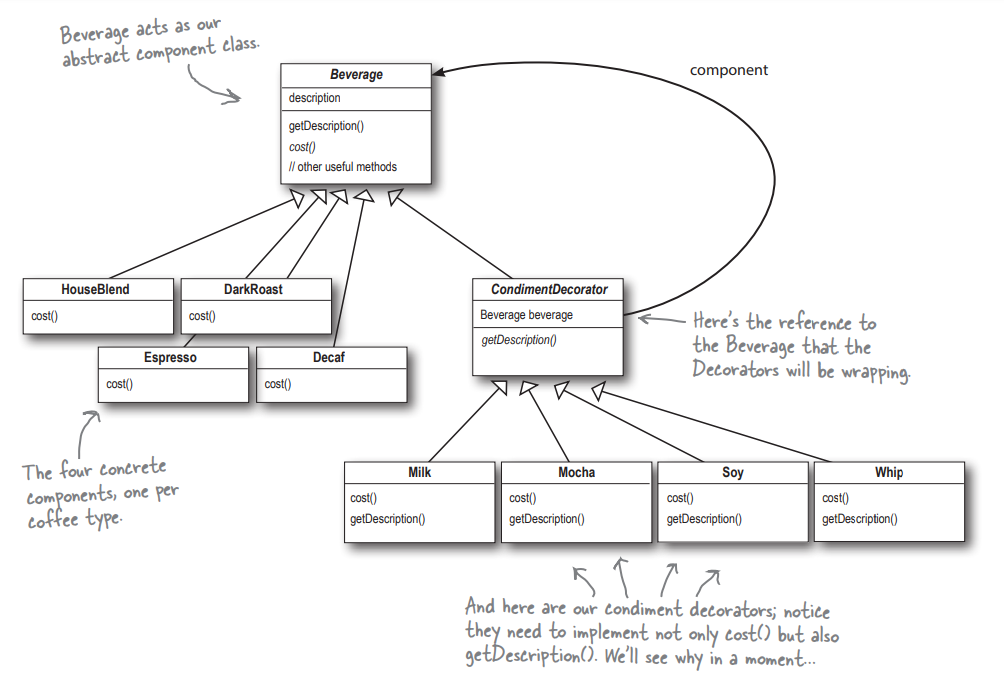 Beverage acts as our
abstract component class.
component
Beverage
description
getDescription()
cost()
// other useful methods
HouseBlend
cost()
DarkRoast
cost()
Espresso
cost()
Decaf
cost()
CondimentDecorator
Beverage beverage
getDescription()
Here's the reference to
the Beverage that the
Decorators will be wrapping.
The four concrete
components, one per
coffee type.
Milk
cost()
getDescription()
Mocha
cost()
getDescription()
Soy
cost()
getDescription()
Whip
cost()
getDescription()
And here are our condiment decorators; notice
they need to implement not only cost() but also
getDescription(). We'll see why in a moment...